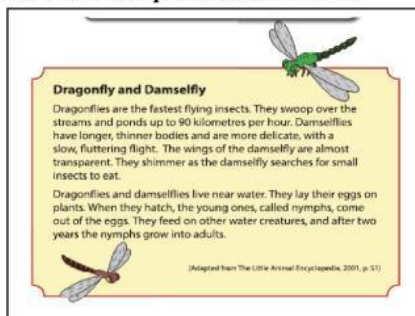 Dragonfly and Damselfly
Dragonflies are the fastest flying insects. They swoop over the
streams and ponds up to 90 kilometres per hour. Damselflies
have longer, thinner bodies and are more delicate, with a
slow, fluttering flight. The wings of the damselfly are almost
transparent. They shimmer as the damselfly searches for small
insects to eat.
Dragonflies and damselflies live near water. They lay their eggs on
plants. When they hatch, the young ones, called nymphs, come
out of the eggs. They feed on other water creatures, and after two
years the nymphs grow into adults.
(Adapted from The Little Animal Encyclopedia, 2001, p. 51)